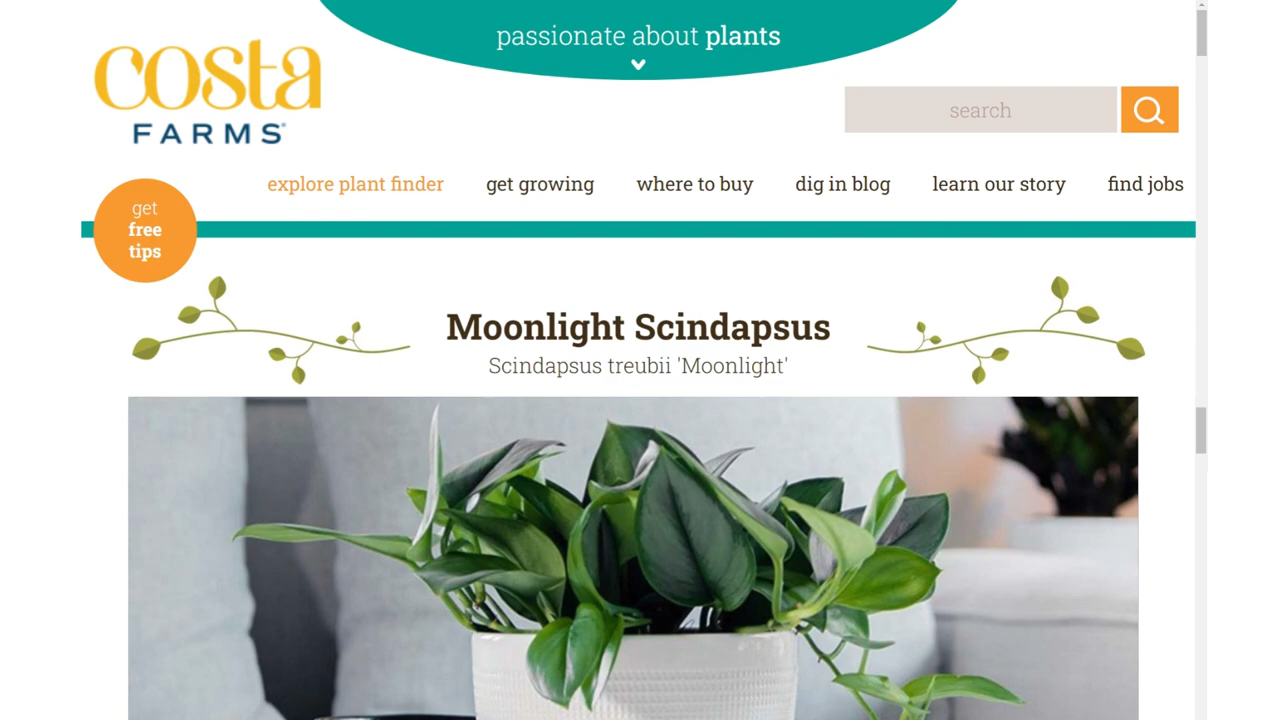 passionate about plants
costa
FARMS®
search
explore plant finder get growing where to buy dig in blog learn our story find jobs
get
free
tips
Moonlight Scindapsus
Scindapsus treubii 'Moonlight'